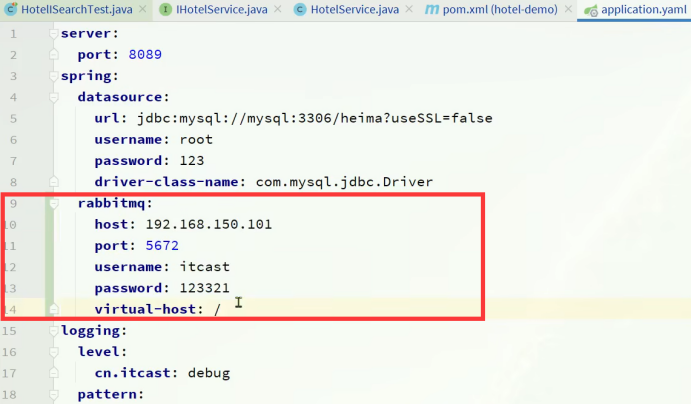 HotelISearchTest.java × IHotelService.java × HotelService.java × pom.xml (hotel-demo) × application.yaml
1 server:
2 port: 8089
3 spring:
4 datasource:
5 url: jdbc:mysql://mysql:3306/heima?useSSL=false
6 username: root
7 password: 123
8 driver-class-name: com.mysql.jdbc.Driver
9 rabbitmq:
10 host: 192.168.150.101
11 port: 5672
12 username: itcast
13 password: 123321
14 virtual-host: /
15 logging:
16 level:
17 cn.itcast: debug
18 pattern: